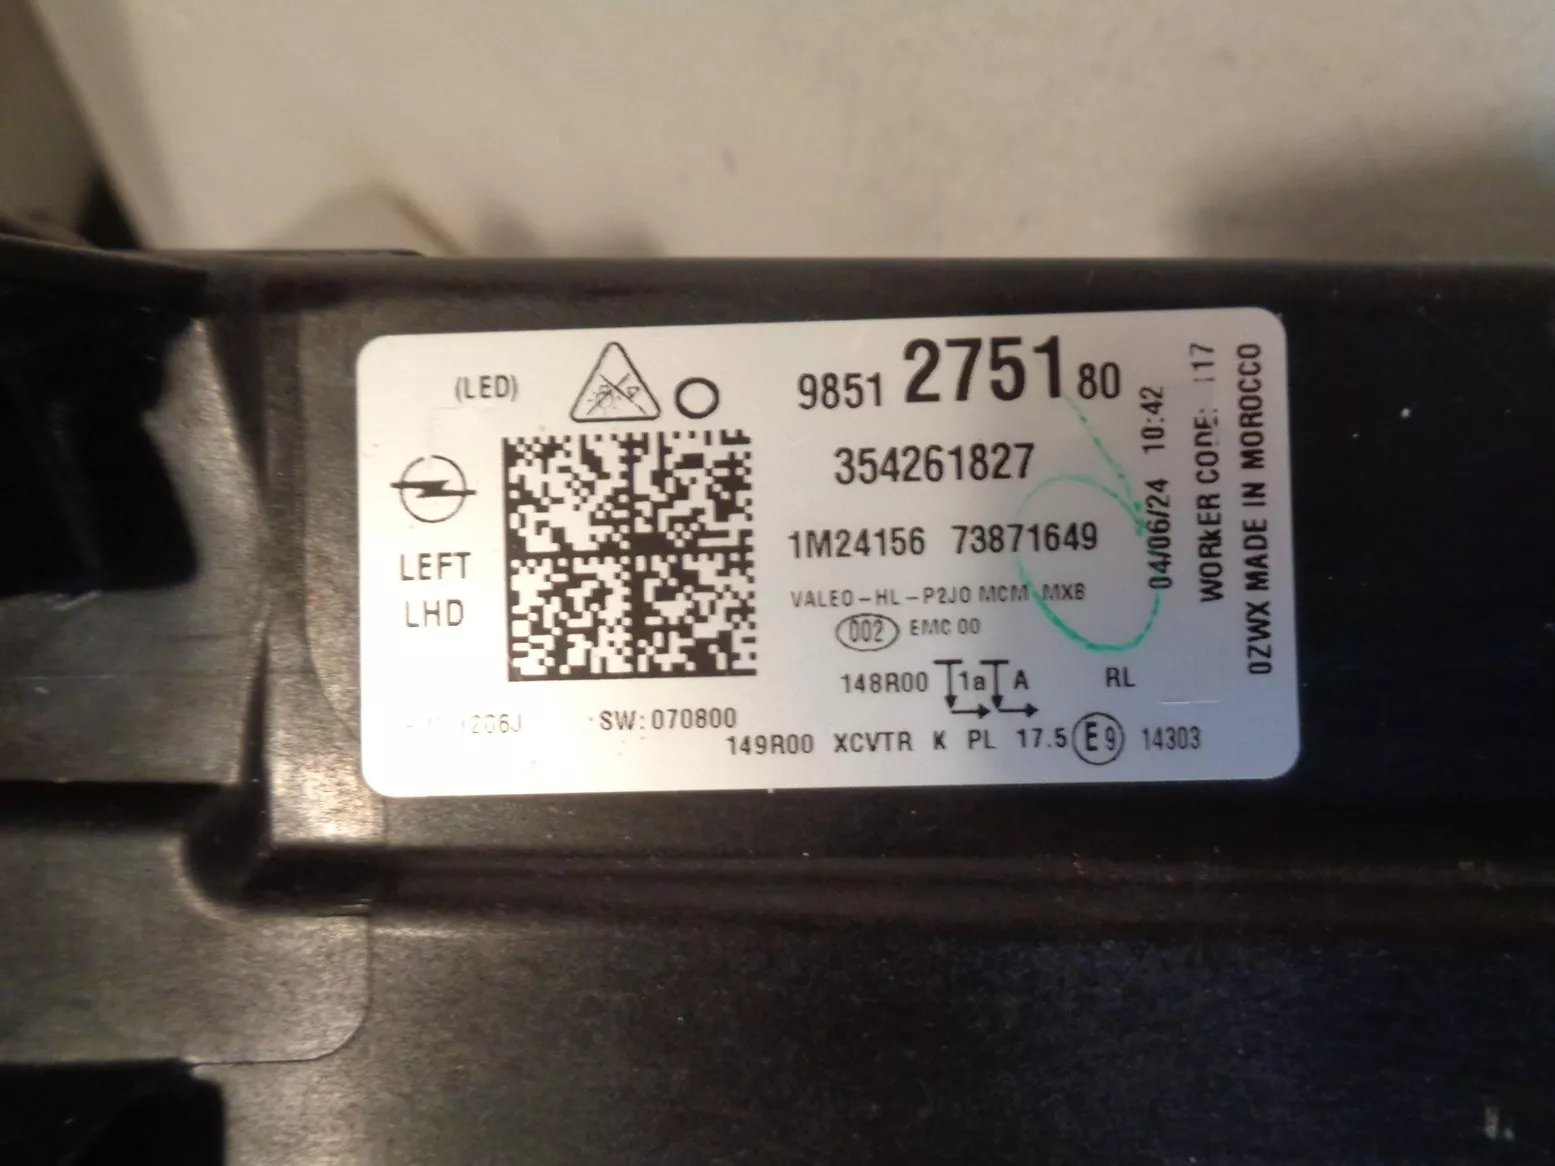 (LED)
9851 2751 80
354261827
LEFT
LHD
1M24156 73871649
VALEO-HL-P2JO MCM MXB
002 EMC 00
148R00 1a A RL
SW: 070800
149R00 XCVTR K PL 17.5 E9 14303
04/06/24 10:42
WORKER CODE:
0ZWX MADE IN MOROCCO